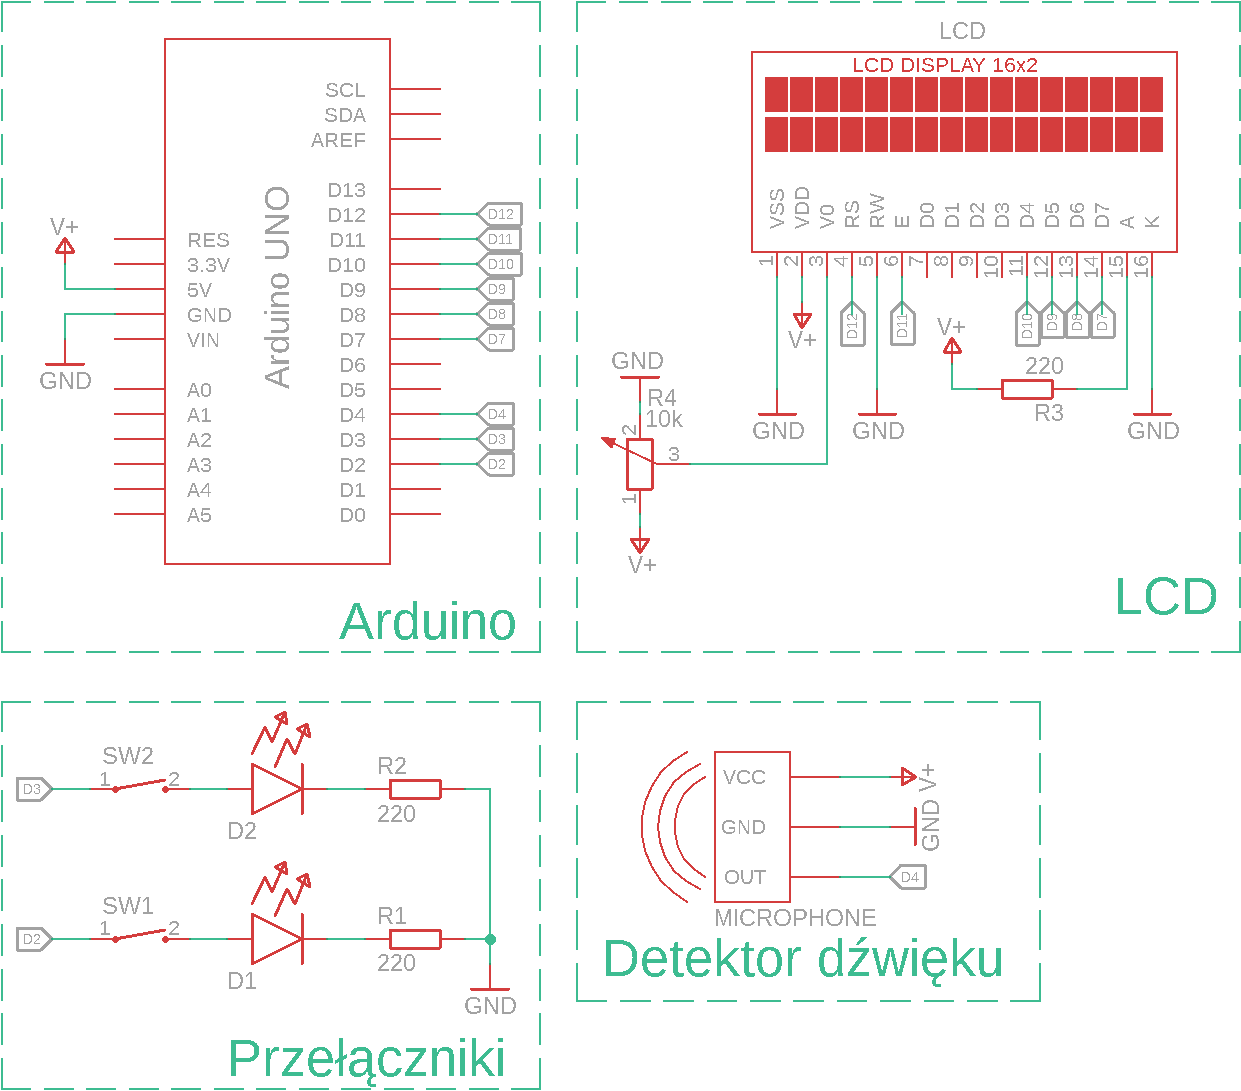 SCL
SDA
AREF
D13
D12
D11
D10
D9
D8
D7
D6
D5
D4
D3
D2
D1
D0
D12
D11
D10
D9
D8
D7
D4
D3
D2
V+
RES
3.3V
5V
GND
VIN
GND
A0
A1
A2
A3
A4
A5
Arduino UNO
Arduino
LCD
LCD DISPLAY 16x2
VSS
VDD
V0
RS
RW
E
D0
D1
D2
D3
D4
D5
D6
D7
A
K
1
2
3
4
5
6
7
8
9
10
11
12
13
14
15
16
V+
D12
D11
D10
D9
D8
D7
V+
220
R3
GND
GND
GND
GND
R4
10k
2
3
1
V+
LCD
SW2
D3
1
2
D2
R2
220
SW1
D2
1
2
D1
R1
220
GND
Przełączniki
VCC
GND
OUT
V+
GND
D4
MICROPHONE
Detektor dźwięku